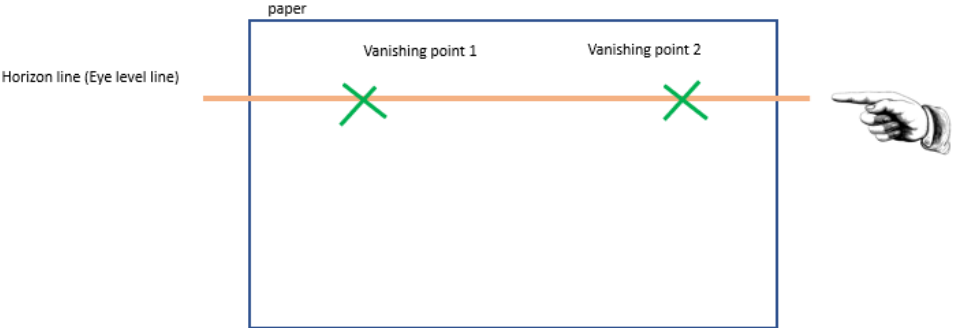 paper
Vanishing point 1
Vanishing point 2
Horizon line (Eye level line)